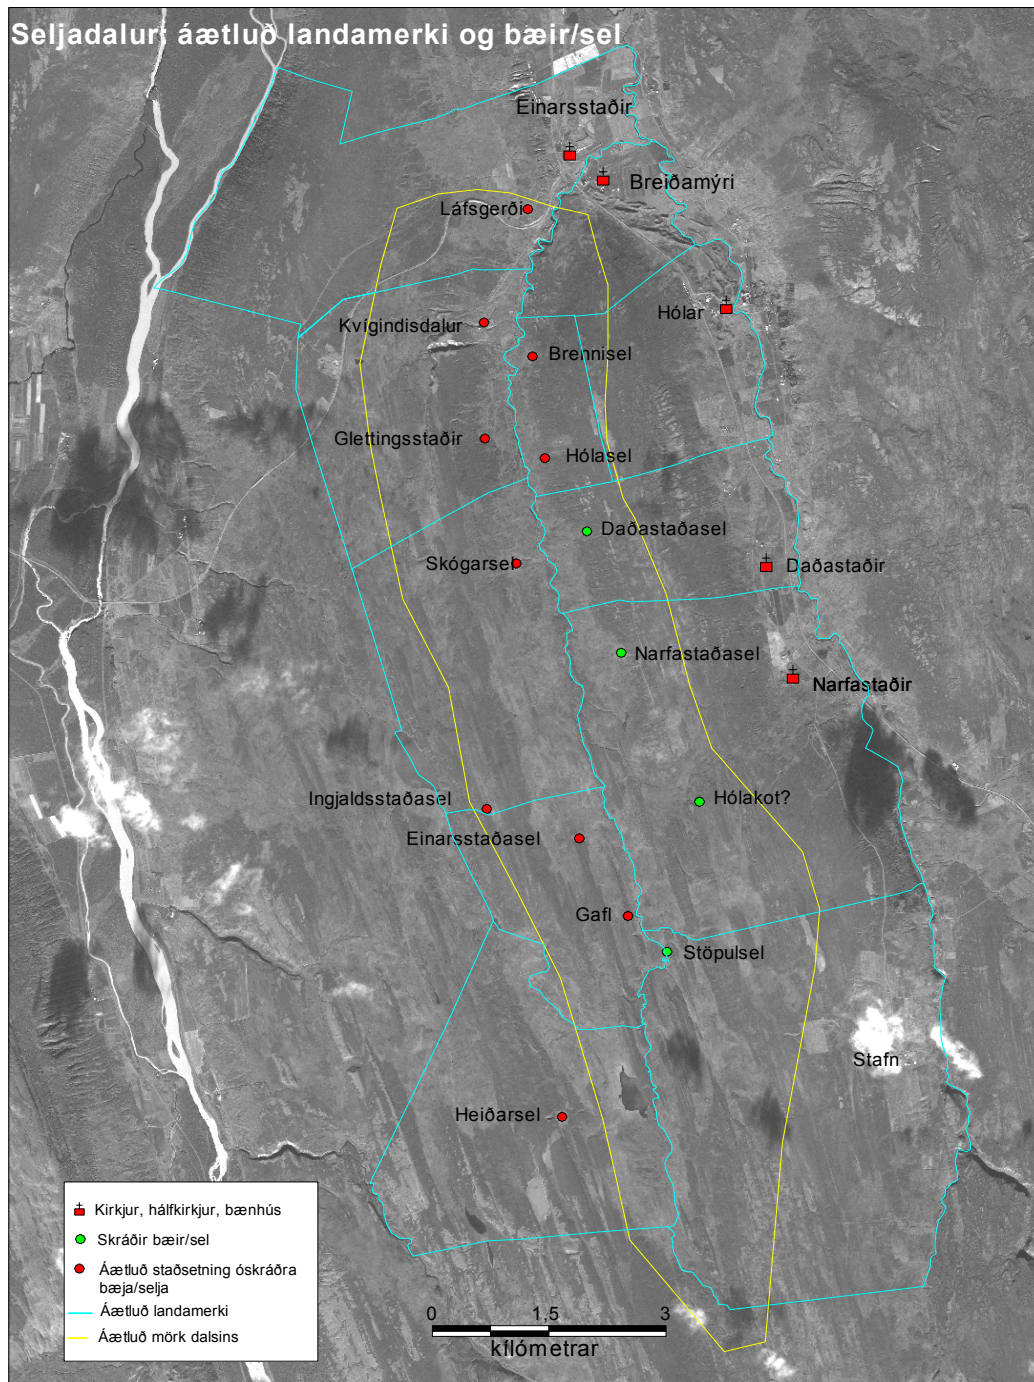 Seljadalur: áætluð landamerki og bæir/sel
Einarsstaðir
Breiðamýri
Láfsgerði
Hólar
Kvígindisdalur
Brennisel
Glettingsstaðir
Hólasel
Daðastaðasel
Skógarsel
Daðastaðir
Narfastaðasel
Narfastaðir
Ingjaldsstaðasel
Hólakot?
Einarsstaðasel
Gafl
Stöpulsel
Stafn
Heiðarsel
Kirkjur, hálfkirkjur, bænhús
Skráðir bæir/sel
Áætluð staðsetning óskráðra
bæja/selja
Áætluð landamerki
Áætluð mörk dalsins
0 1,5 3
kílómetrar